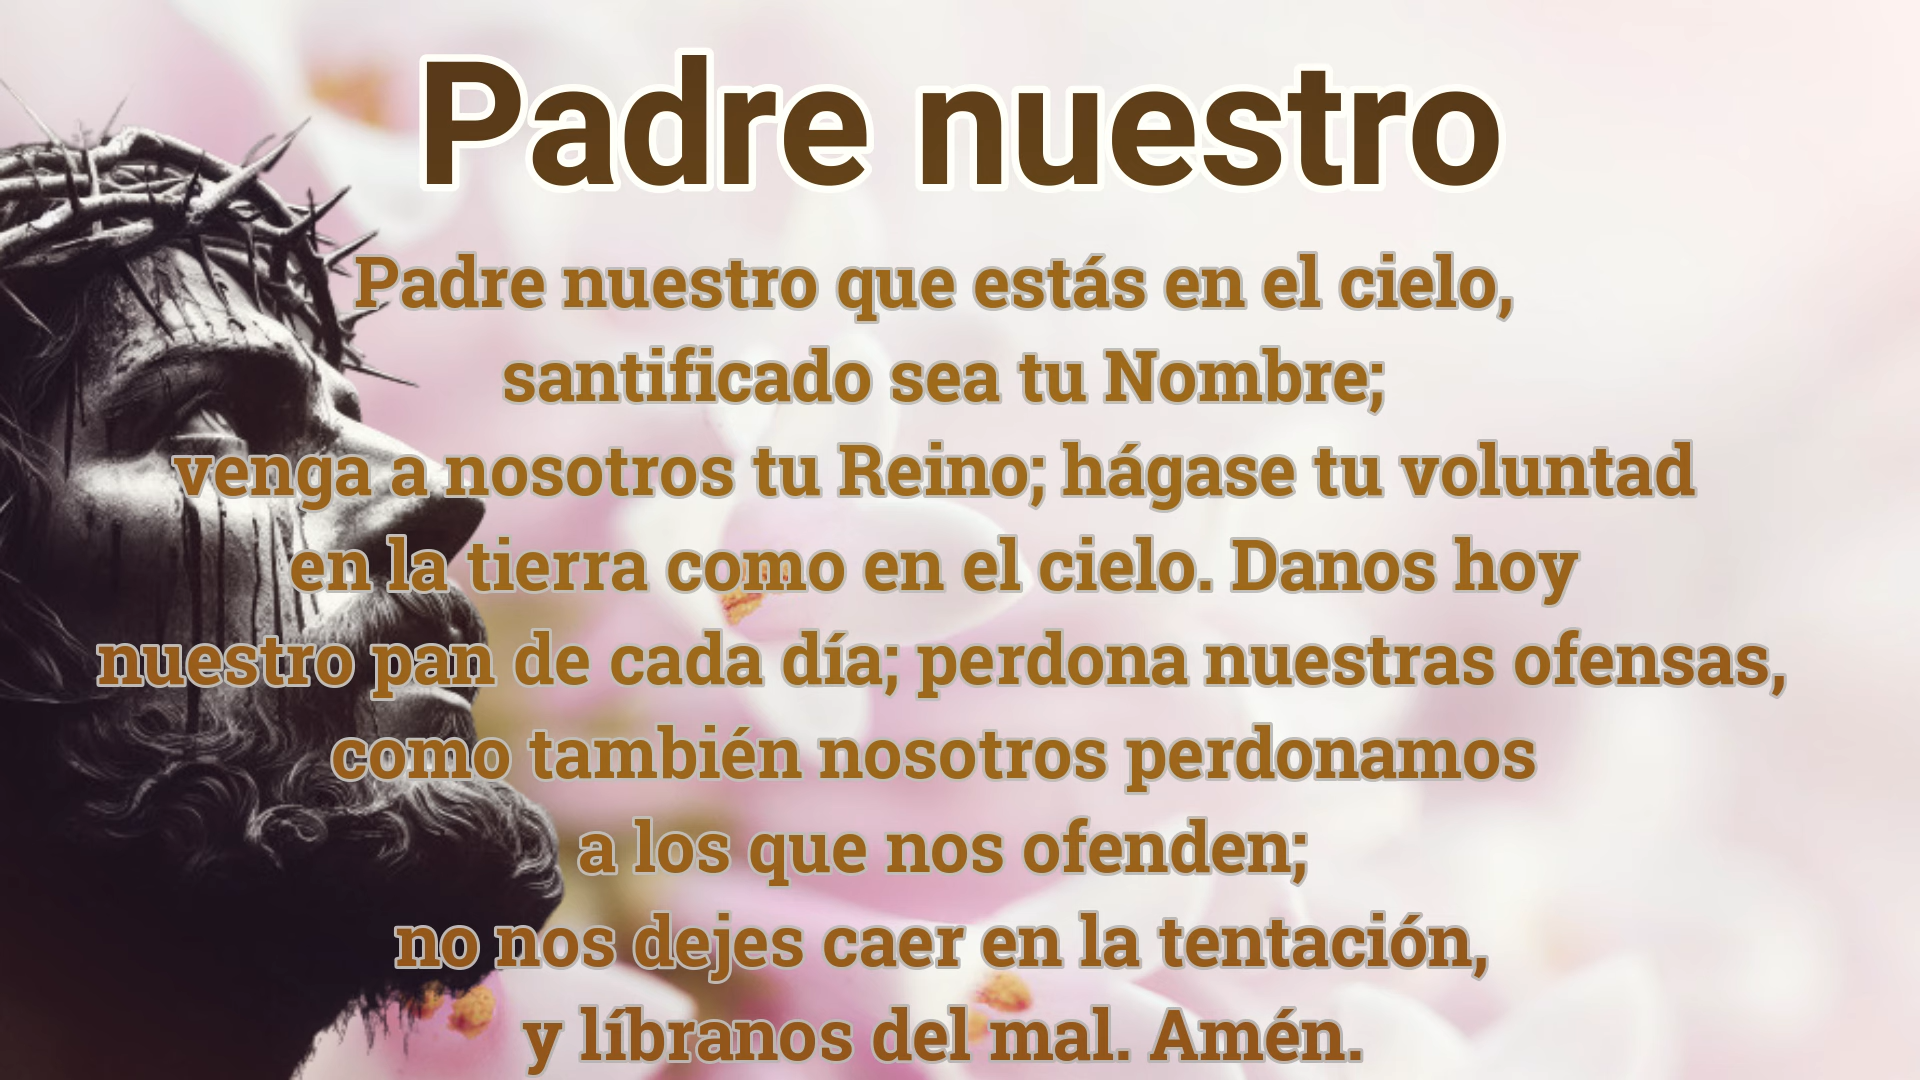 Padre nuestro
Padre nuestro que estás en el cielo,
santificado sea tu Nombre;
venga a nosotros tu Reino; hágase tu voluntad
en la tierra como en el cielo. Danos hoy
nuestro pan de cada día; perdona nuestras ofensas,
como también nosotros perdonamos
a los que nos ofenden;
no nos dejes caer en la tentación,
y líbranos del mal. Amén.